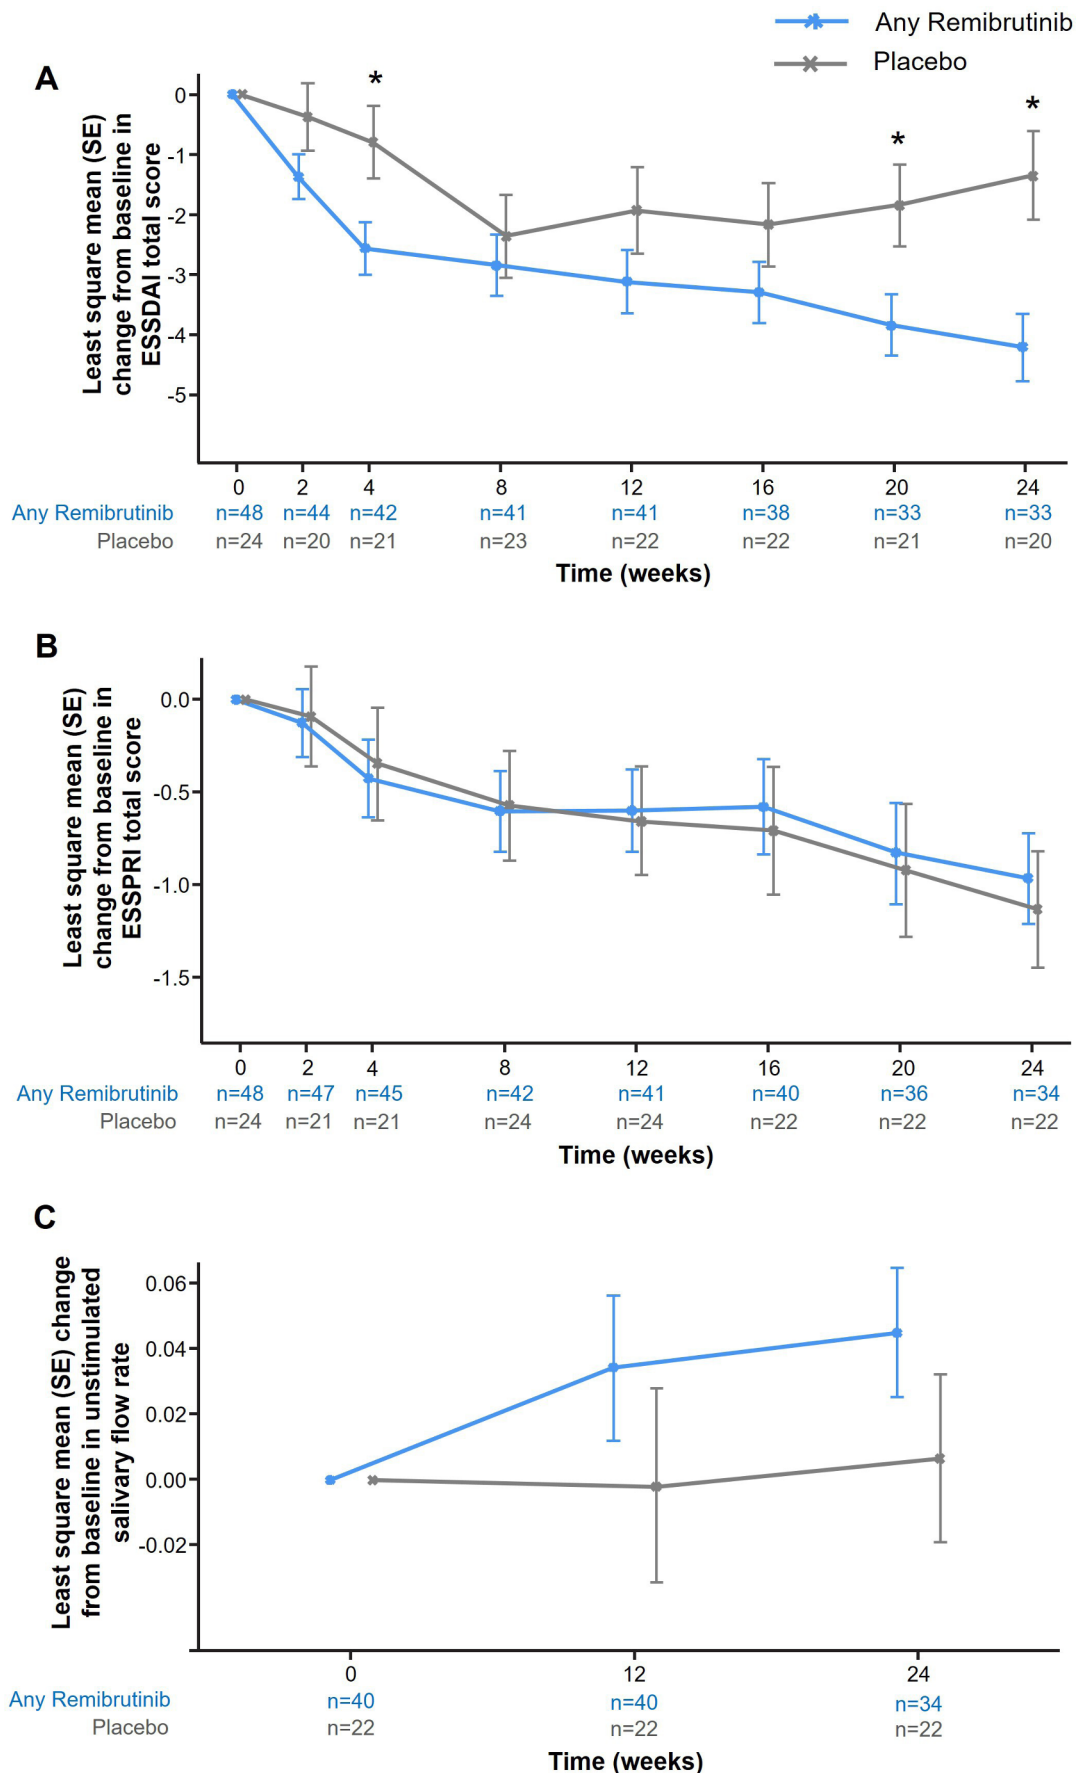 Any Remibrutinib
Placebo
A
Least square mean (SE)
change from baseline in
ESSDAI total score
0
-1
-2
-3
-4
-5
*
*
*
0 2 4 8 12 16 20 24
Any Remibrutinib n=48 n=44 n=42 n=41 n=41 n=38 n=33 n=33
Placebo n=24 n=20 n=21 n=23 n=22 n=22 n=21 n=20
Time (weeks)
B
Least square mean (SE)
change from baseline in
ESSPRI total score
0.0
-0.5
-1.0
-1.5
0 2 4 8 12 16 20 24
Any Remibrutinib n=48 n=47 n=45 n=42 n=41 n=40 n=36 n=34
Placebo n=24 n=21 n=21 n=24 n=24 n=22 n=22 n=22
Time (weeks)
C
Least square mean (SE) change
from baseline in unstimulated
salivary flow rate
0.06
0.04
0.02
0.00
-0.02
0 12 24
Any Remibrutinib n=40 n=40 n=34
Placebo n=22 n=22 n=22
Time (weeks)